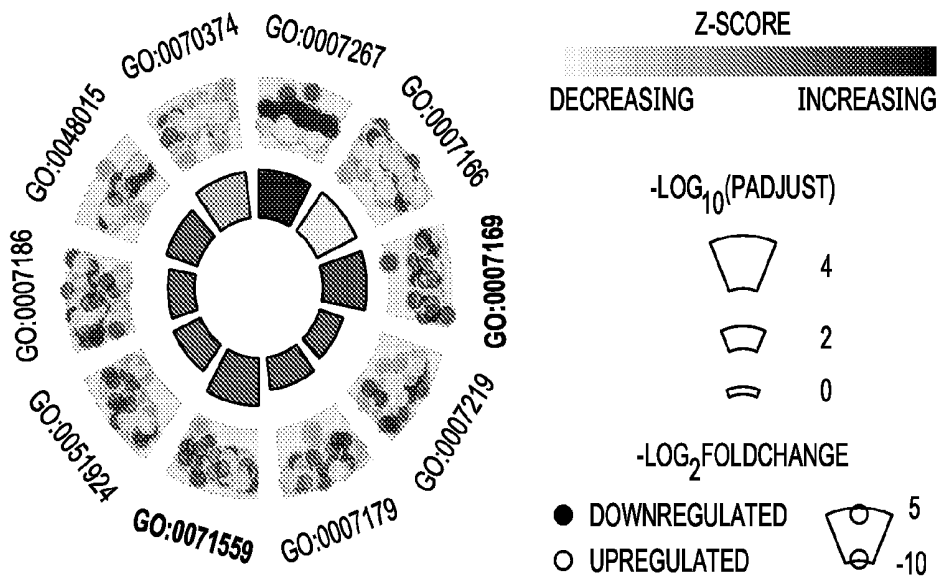 GO:0070374
GO:0007267
GO:0007166
GO:0007169
GO:0007219
GO:0007179
GO:0071559
GO:0051924
GO:0007186
GO:0048015
Z-SCORE
DECREASING INCREASING
-LOG10(PADJUST)
4
2
0
-LOG2FOLDCHANGE
DOWNREGULATED
UPREGULATED
5
-10